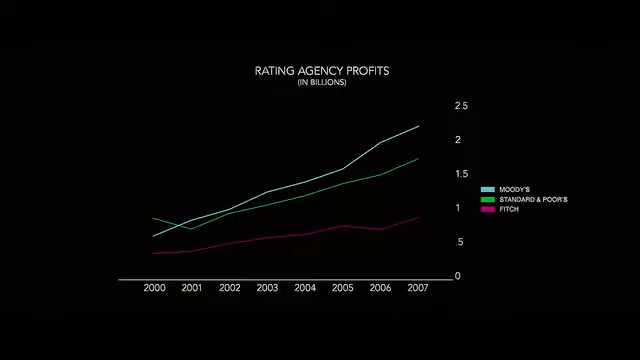 RATING AGENCY PROFITS
(IN BILLIONS)
2 5
2
1.5
1
.5
0
MOODY'S
STANDARD & POOR'S
FITCH
2000 2001 2002 2003 2004 2005 2006 2007